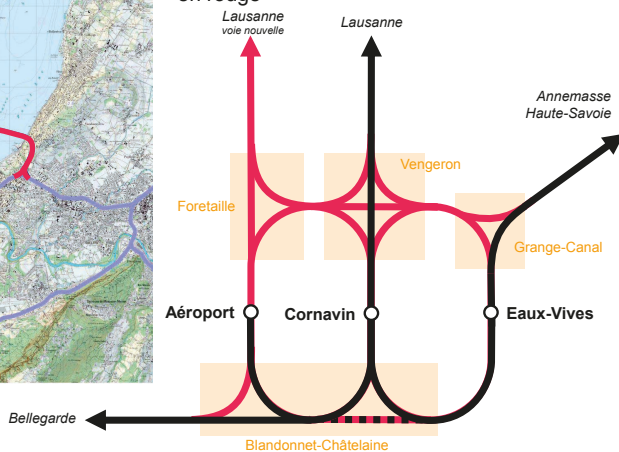 Lausanne
voie nouvelle
Lausanne
Annemasse
Haute-Savoie
Vengeron
Foretaille
Grange-Canal
Aéroport
Cornavin
Eaux-Vives
Bellegarde
Blandonnet-Châtelaine